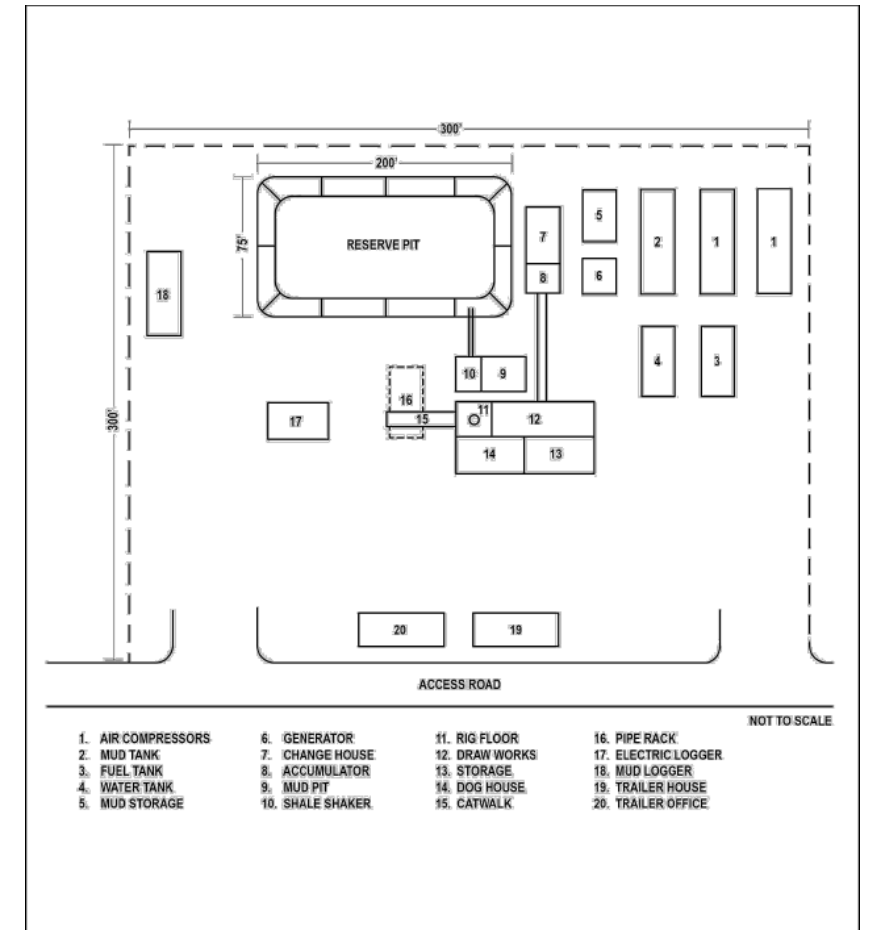 300'
200'
75'
300'
RESERVE PIT
5
7
2
1
1
8
6
18
10
9
4
3
16
11
17
15
12
14
13
20
19
ACCESS ROAD
NOT TO SCALE
1. AIR COMPRESSORS
2. MUD TANK
3. FUEL TANK
4. WATER TANK
5. MUD STORAGE
6. GENERATOR
7. CHANGE HOUSE
8. ACCUMULATOR
9. MUD PIT
10. SHALE SHAKER
11. RIG FLOOR
12. DRAW WORKS
13. STORAGE
14. DOG HOUSE
15. CATWALK
16. PIPE RACK
17. ELECTRIC LOGGER
18. MUD LOGGER
19. TRAILER HOUSE
20. TRAILER OFFICE